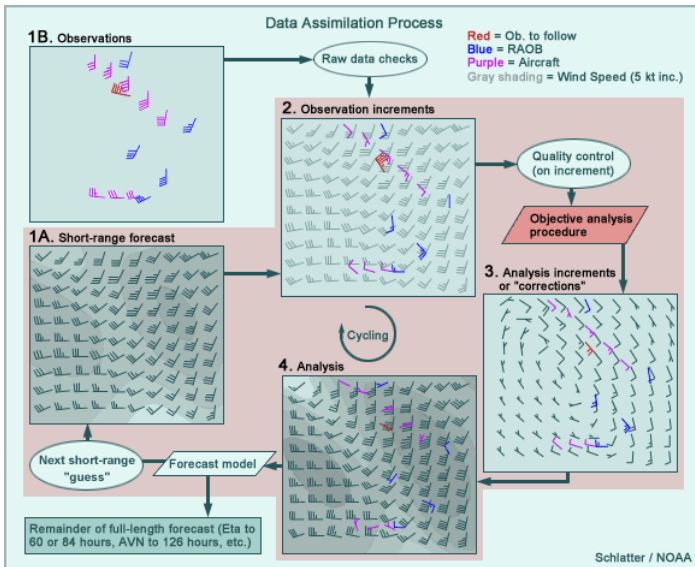 Data Assimilation Process
1B. Observations
Raw data checks
Red = Ob. to follow
Blue = RAOB
Purple = Aircraft
Gray shading = Wind Speed (5 kt inc.)
2. Observation increments
Quality control
(on increment)
Objective analysis
procedure
1A. Short-range forecast
3. Analysis increments
or "corrections"
Cycling
4. Analysis
Next short-range
"guess"
Forecast model
Remainder of full-length forecast (Eta to
60 or 84 hours, AVN to 126 hours, etc.)
Schlatter / NOAA